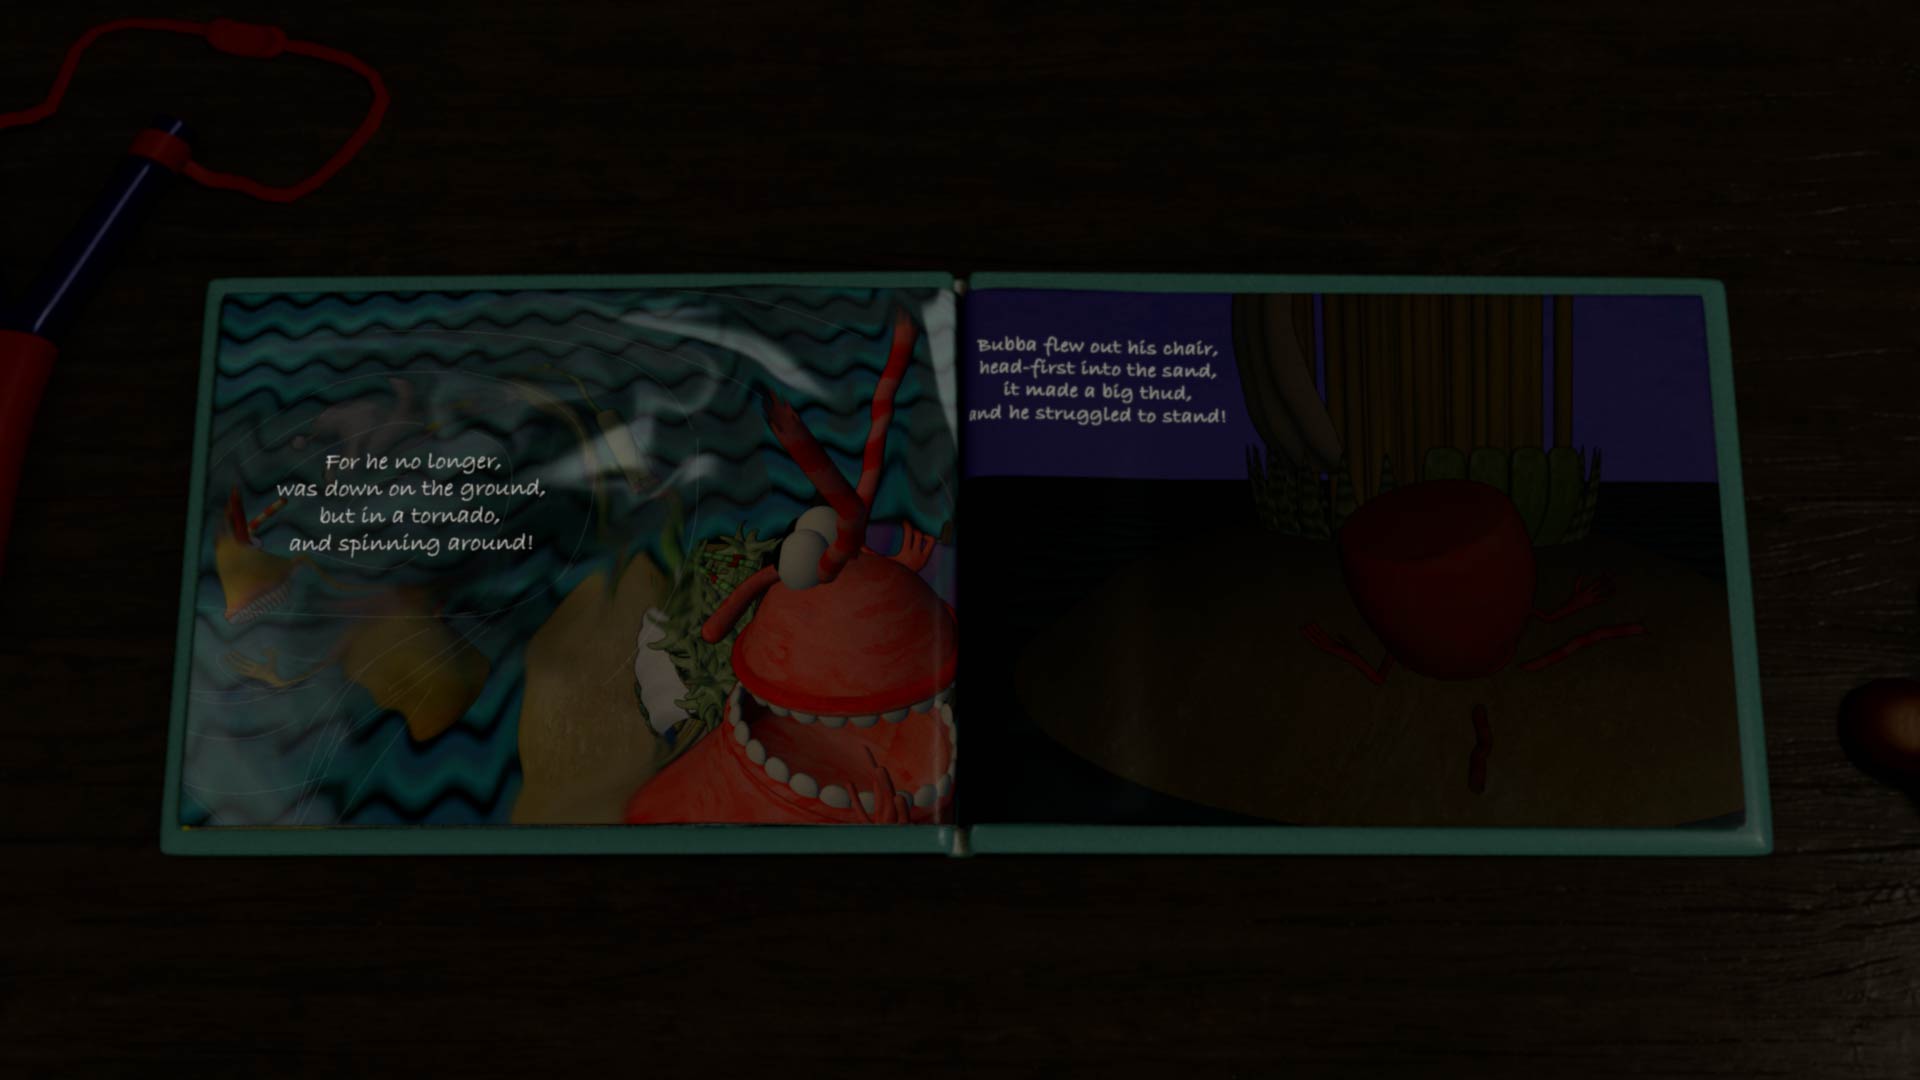 For he no longer,
was down on the ground,
but in a tornado,
and spinning around!
Bubba flew out his chair,
head-first into the sand,
it made a big thud,
and he struggled to stand!